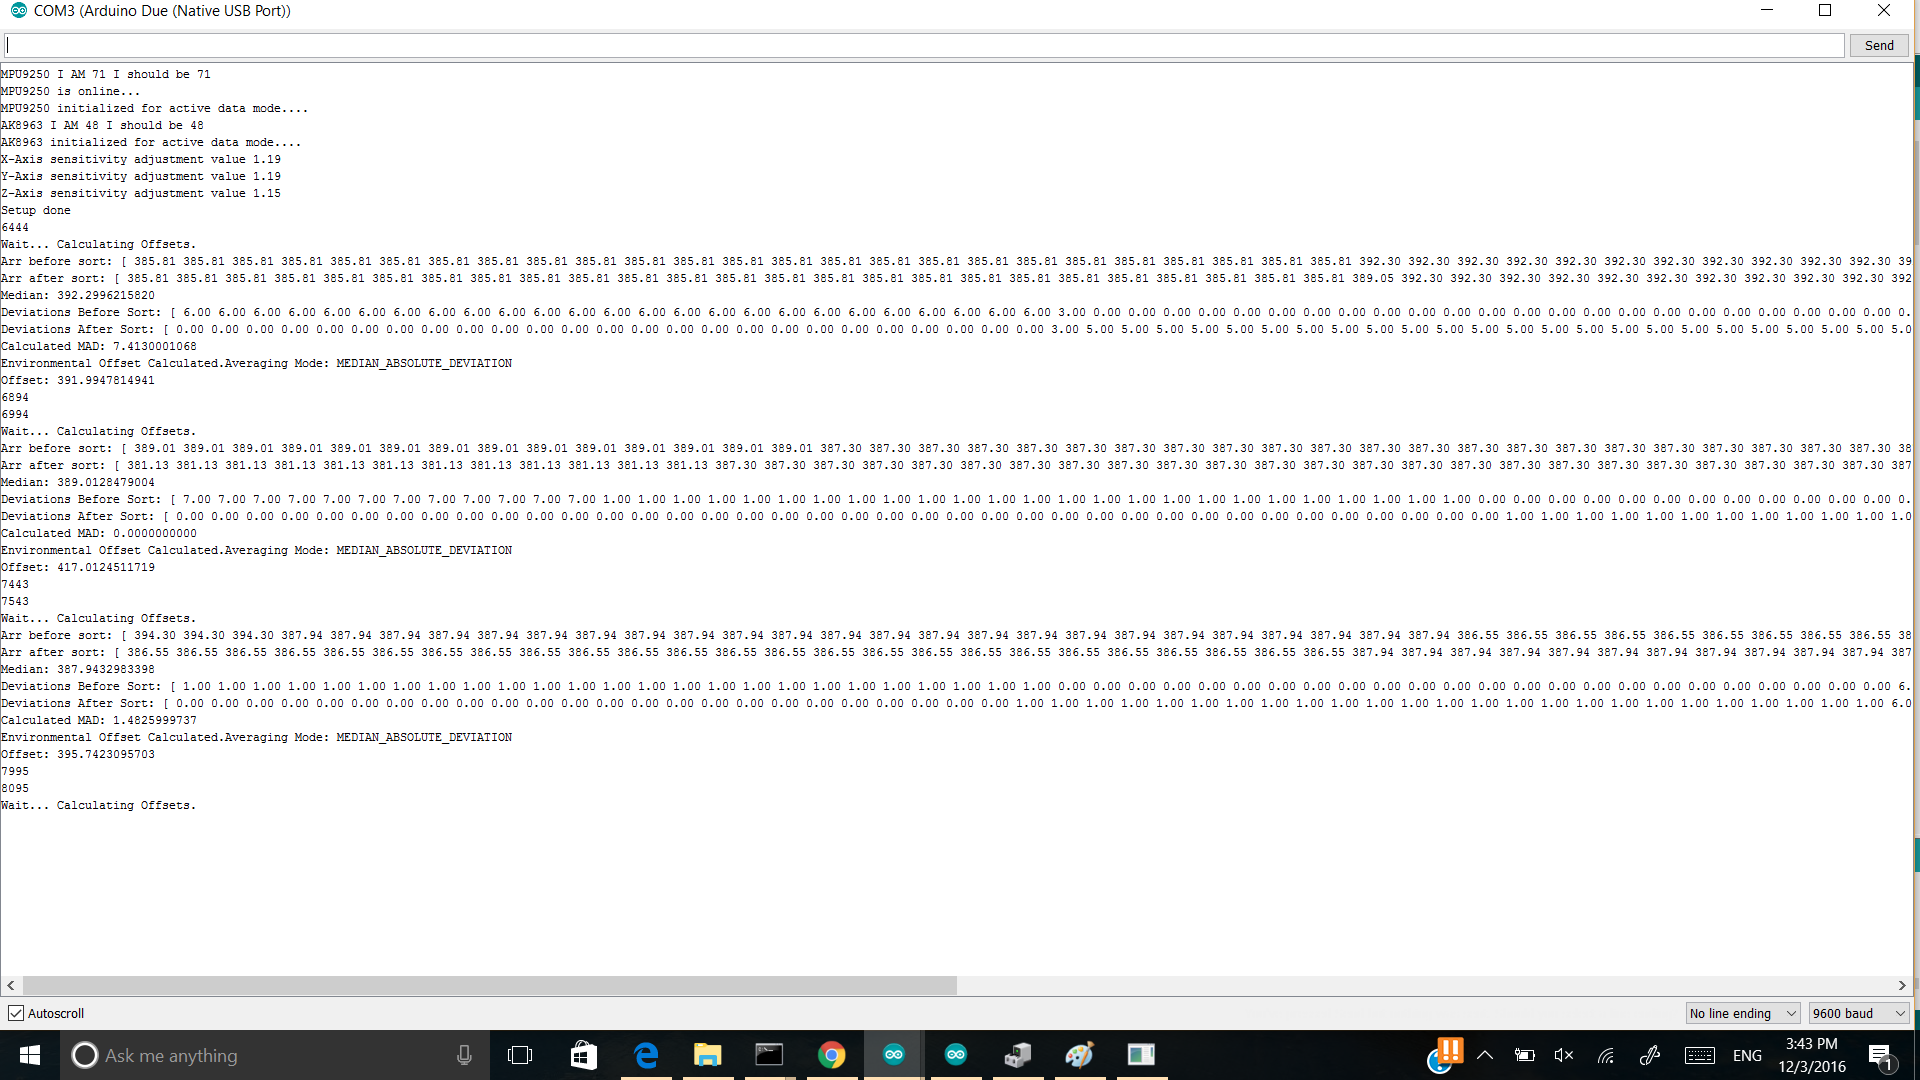 COM3 (Arduino Due (Native USB Port))
Send
MPU9250 I AM 71 I should be 71
MPU9250 is online...
MPU9250 initialized for active data mode....
AK8963 I AM 48 I should be 48
AK8963 initialized for active data mode....
X-Axis sensitivity adjustment value 1.19
Y-Axis sensitivity adjustment value 1.19
Z-Axis sensitivity adjustment value 1.15
Setup done
6444
Wait... Calculating Offsets.
Arr before sort: [ 385.81 385.81 385.81 385.81 385.81 385.81 385.81 385.81 385.81 385.81 385.81 385.81 385.81 385.81 385.81 385.81 385.81 385.81 385.81 385.81 385.81 385.81 385.81 385.81 385.81 392.30 392.30 392.30 392.30 392.30 392.30 392.30 392.30 392.30 392.30 392.30 39
Arr after sort: [ 385.81 385.81 385.81 385.81 385.81 385.81 385.81 385.81 385.81 385.81 385.81 385.81 385.81 385.81 385.81 385.81 385.81 385.81 385.81 385.81 385.81 385.81 385.81 385.81 385.81 389.05 392.30 392.30 392.30 392.30 392.30 392.30 392.30 392.30 392.30 392.30 392
Median: 392.2996215820
Deviations Before Sort: [ 6.00 6.00 6.00 6.00 6.00 6.00 6.00 6.00 6.00 6.00 6.00 6.00 6.00 6.00 6.00 6.00 6.00 6.00 6.00 6.00 6.00 6.00 6.00 6.00 6.00 3.00 0.00 0.00 0.00 0.00 0.00 0.00 0.00 0.00 0.00 0.00 0.00 0.00 0.00 0.00 0.00 0.00 0.00 0.00 0.00 0.00 0.00 0.00 0.00 0.
Deviations After Sort: [ 0.00 0.00 0.00 0.00 0.00 0.00 0.00 0.00 0.00 0.00 0.00 0.00 0.00 0.00 0.00 0.00 0.00 0.00 0.00 0.00 0.00 0.00 0.00 0.00 0.00 3.00 5.00 5.00 5.00 5.00 5.00 5.00 5.00 5.00 5.00 5.00 5.00 5.00 5.00 5.00 5.00 5.00 5.00 5.00 5.00 5.00 5.00 5.00 5.00 5.0
Calculated MAD: 7.4130001068
Environmental Offset Calculated.Averaging Mode: MEDIAN_ABSOLUTE_DEVIATION
Offset: 391.9947814941
6894
6994
Wait... Calculating Offsets.
Arr before sort: [ 389.01 389.01 389.01 389.01 389.01 389.01 389.01 389.01 389.01 389.01 389.01 389.01 389.01 389.01 387.30 387.30 387.30 387.30 387.30 387.30 387.30 387.30 387.30 387.30 387.30 387.30 387.30 387.30 387.30 387.30 387.30 387.30 387.30 387.30 387.30 387.30 38
Arr after sort: [ 381.13 381.13 381.13 381.13 381.13 381.13 381.13 381.13 381.13 381.13 381.13 381.13 387.30 387.30 387.30 387.30 387.30 387.30 387.30 387.30 387.30 387.30 387.30 387.30 387.30 387.30 387.30 387.30 387.30 387.30 387.30 387.30 387.30 387.30 387.30 387.30 387
Median: 389.0128479004
Deviations Before Sort: [ 7.00 7.00 7.00 7.00 7.00 7.00 7.00 7.00 7.00 7.00 7.00 7.00 1.00 1.00 1.00 1.00 1.00 1.00 1.00 1.00 1.00 1.00 1.00 1.00 1.00 1.00 1.00 1.00 1.00 1.00 1.00 1.00 1.00 1.00 1.00 1.00 1.00 0.00 0.00 0.00 0.00 0.00 0.00 0.00 0.00 0.00 0.00 0.00 0.00 0.
Deviations After Sort: [ 0.00 0.00 0.00 0.00 0.00 0.00 0.00 0.00 0.00 0.00 0.00 0.00 0.00 0.00 0.00 0.00 0.00 0.00 0.00 0.00 0.00 0.00 0.00 0.00 0.00 0.00 0.00 0.00 0.00 0.00 0.00 0.00 0.00 0.00 0.00 0.00 0.00 0.00 1.00 1.00 1.00 1.00 1.00 1.00 1.00 1.00 1.00 1.00 1.00 1.0
Calculated MAD: 0.0000000000
Environmental Offset Calculated.Averaging Mode: MEDIAN_ABSOLUTE_DEVIATION
Offset: 417.0124511719
7443
7543
Wait... Calculating Offsets.
Arr before sort: [ 394.30 394.30 394.30 387.94 387.94 387.94 387.94 387.94 387.94 387.94 387.94 387.94 387.94 387.94 387.94 387.94 387.94 387.94 387.94 387.94 387.94 387.94 387.94 387.94 387.94 387.94 387.94 386.55 386.55 386.55 386.55 386.55 386.55 386.55 386.55 386.55 38
Arr after sort: [ 386.55 386.55 386.55 386.55 386.55 386.55 386.55 386.55 386.55 386.55 386.55 386.55 386.55 386.55 386.55 386.55 386.55 386.55 386.55 386.55 386.55 386.55 386.55 386.55 386.55 387.94 387.94 387.94 387.94 387.94 387.94 387.94 387.94 387.94 387.94 387.94 387
Median: 387.9432983398
Deviations Before Sort: [ 1.00 1.00 1.00 1.00 1.00 1.00 1.00 1.00 1.00 1.00 1.00 1.00 1.00 1.00 1.00 1.00 1.00 1.00 1.00 1.00 1.00 1.00 1.00 1.00 1.00 0.00 0.00 0.00 0.00 0.00 0.00 0.00 0.00 0.00 0.00 0.00 0.00 0.00 0.00 0.00 0.00 0.00 0.00 0.00 0.00 0.00 0.00 0.00 0.00 6.
Deviations After Sort: [ 0.00 0.00 0.00 0.00 0.00 0.00 0.00 0.00 0.00 0.00 0.00 0.00 0.00 0.00 0.00 0.00 0.00 0.00 0.00 0.00 0.00 0.00 0.00 0.00 1.00 1.00 1.00 1.00 1.00 1.00 1.00 1.00 1.00 1.00 1.00 1.00 1.00 1.00 1.00 1.00 1.00 1.00 1.00 1.00 1.00 1.00 1.00 1.00 1.00 6.0
Calculated MAD: 1.4825999737
Environmental Offset Calculated.Averaging Mode: MEDIAN_ABSOLUTE_DEVIATION
Offset: 395.7423095703
7995
8095
Wait... Calculating Offsets.
Autoscroll
No line ending
9600 baud
Ask me anything
ENG
3:43 PM
12/3/2016
1